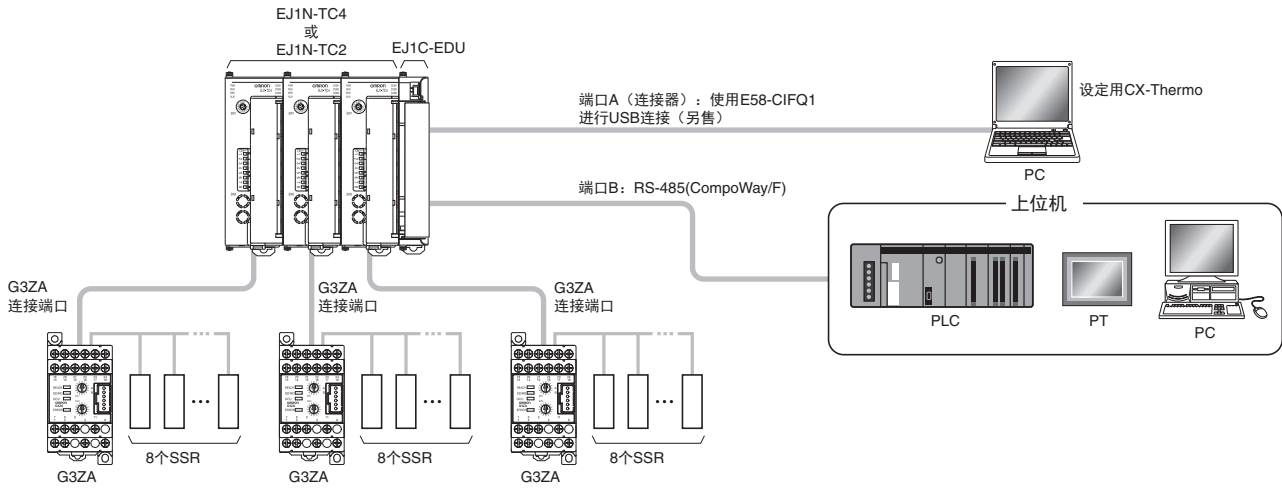 EJ1N-TC4
或
EJ1N-TC2
EJ1C-EDU
端口A（连接器）：使用E58-CIFQ1
进行USB连接（另售）
设定用CX-Thermo
PC
端口B：RS-485(CompoWay/F)
上位机
PLC
PT
PC
G3ZA
连接端口
G3ZA
连接端口
G3ZA
连接端口
8个SSR
8个SSR
8个SSR
G3ZA
G3ZA
G3ZA